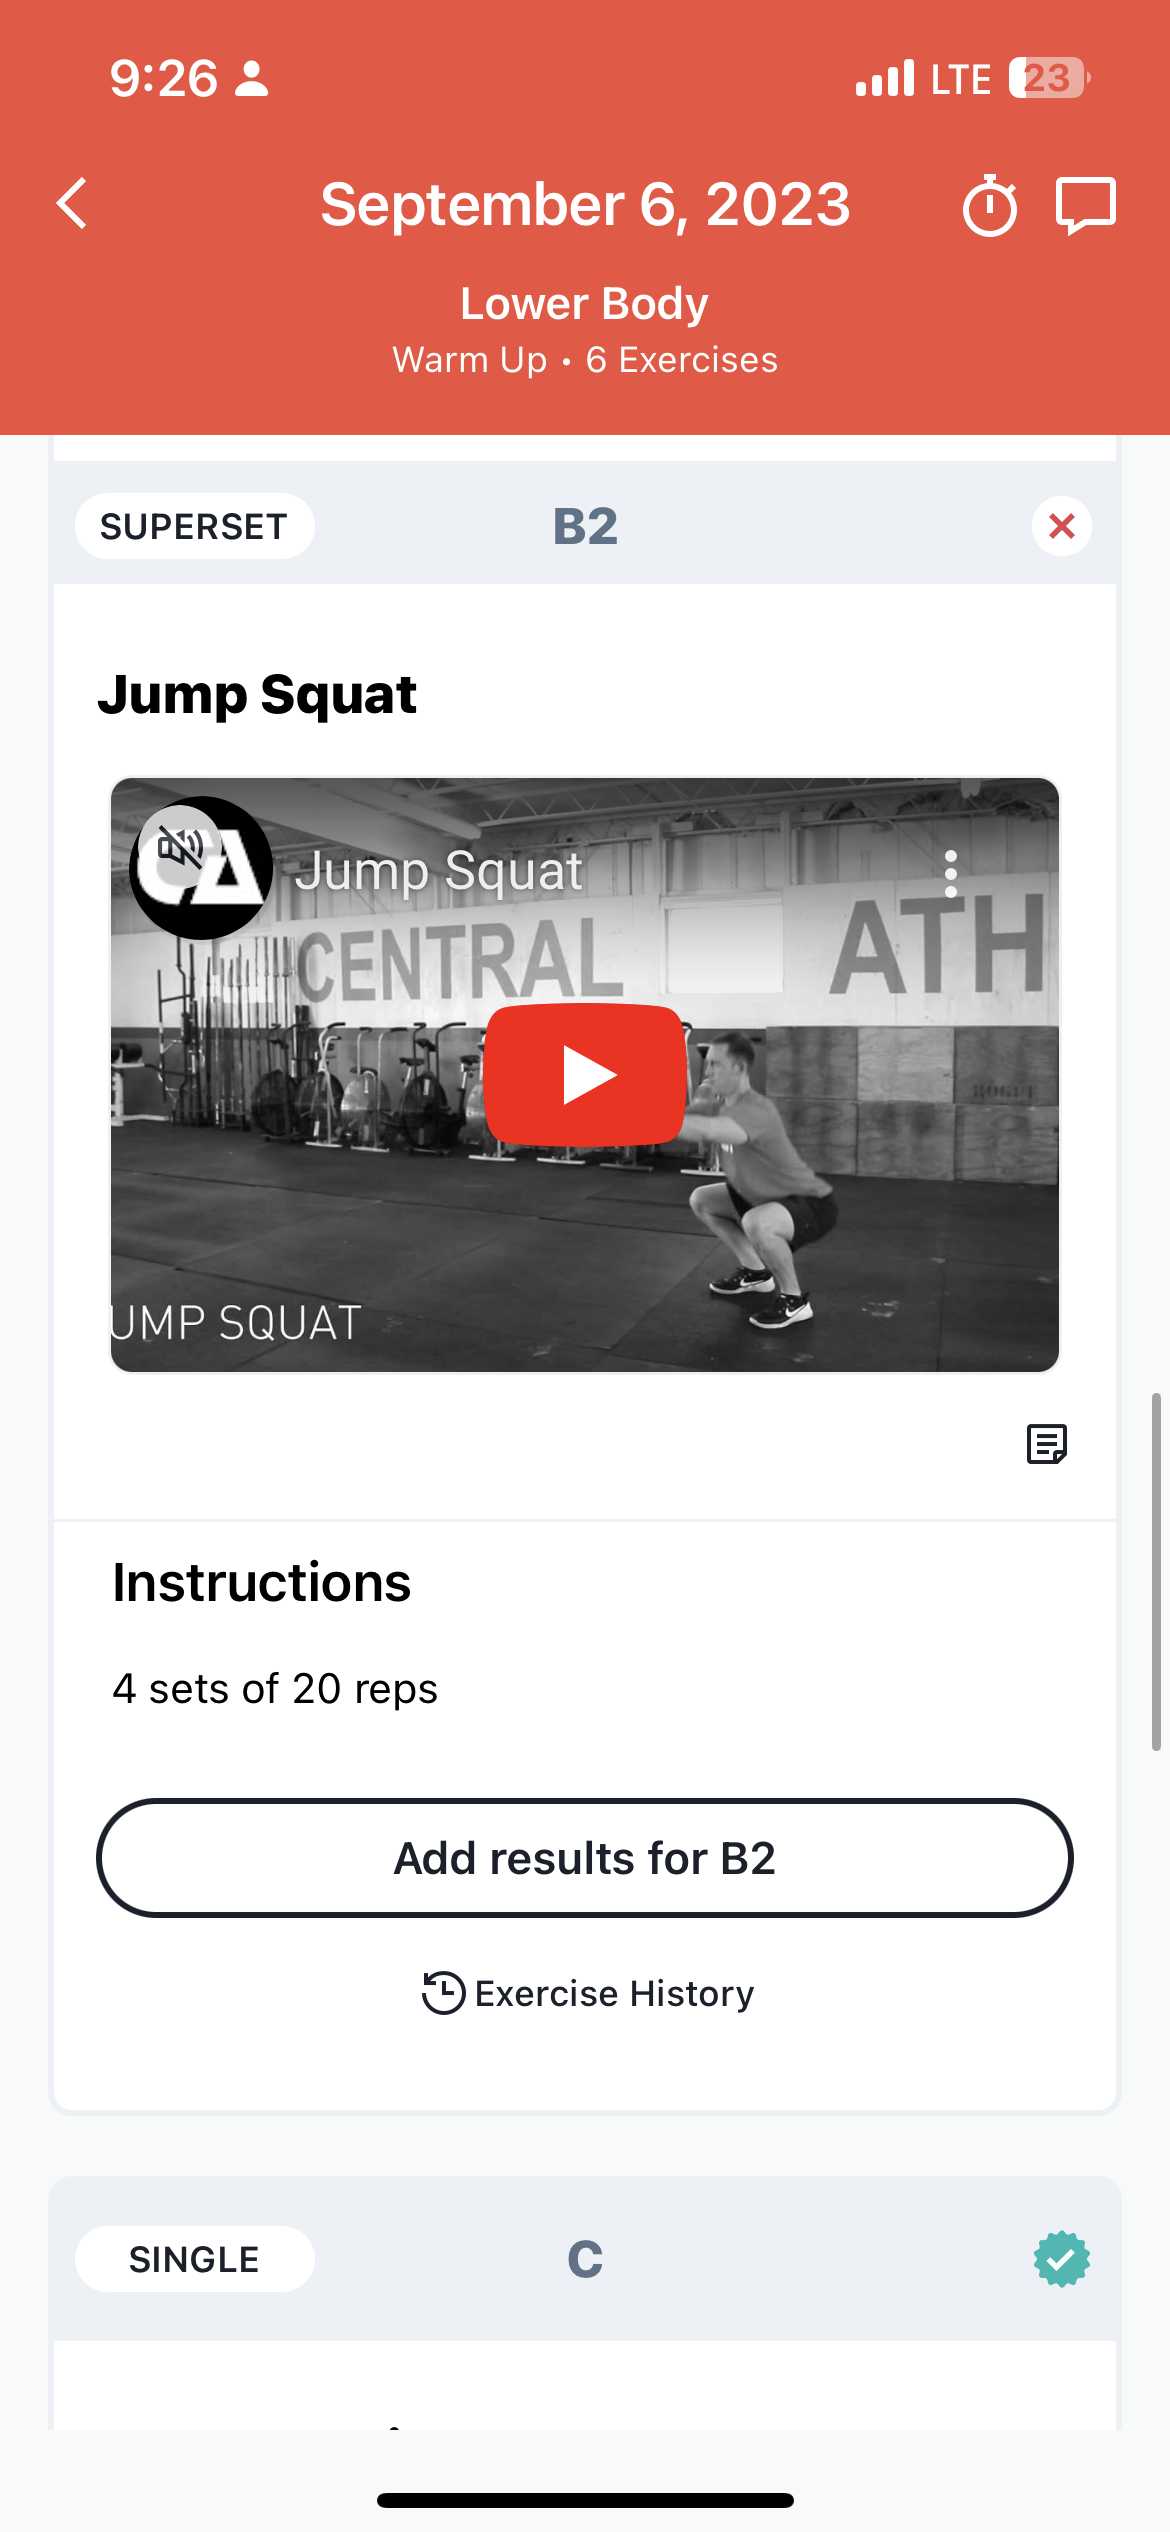 9:26
LTE 23
September 6, 2023
Lower Body
Warm Up • 6 Exercises
SUPERSET
B2
Jump Squat
CA
Jump Squat
CENTRAL ATH
UMP SQUAT
Instructions
4 sets of 20 reps
Add results for B2
Exercise History
SINGLE
C